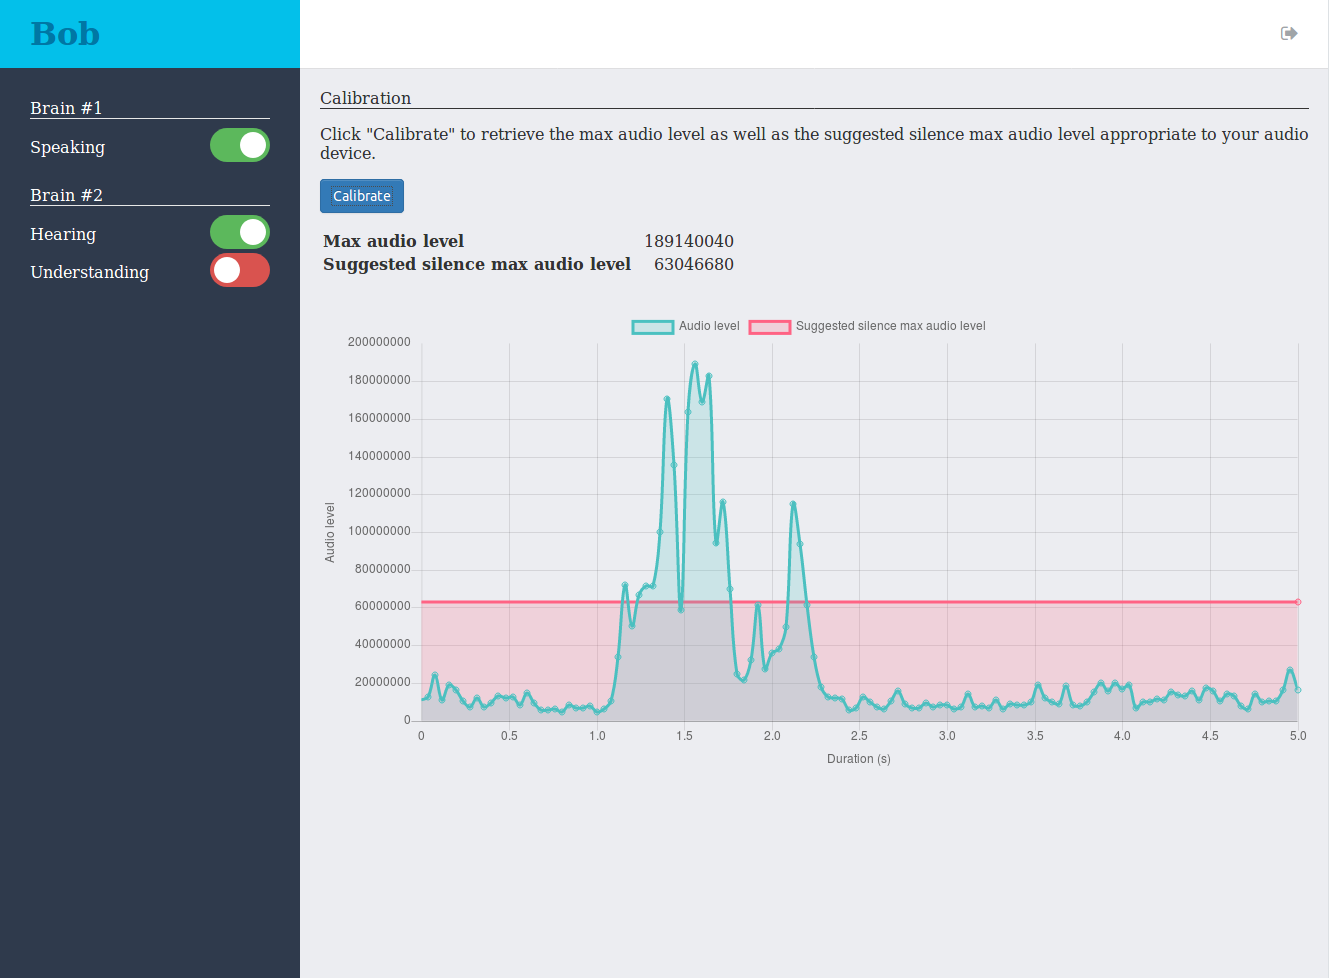 Bob
Brain #1
Speaking
Brain #2
Hearing
Understanding
Calibration
Click "Calibrate" to retrieve the max audio level as well as the suggested silence max audio level appropriate to your audio
device.
Calibrate
Max audio level 189140040
Suggested silence max audio level 63046680
Audio level Suggested silence max audio level
200000000
180000000
160000000
140000000
120000000
100000000
80000000
60000000
40000000
20000000
0
Audio level
0 0.5 1.0 1.5 2.0 2.5 3.0 3.5 4.0 4.5 5.0
Duration (s)